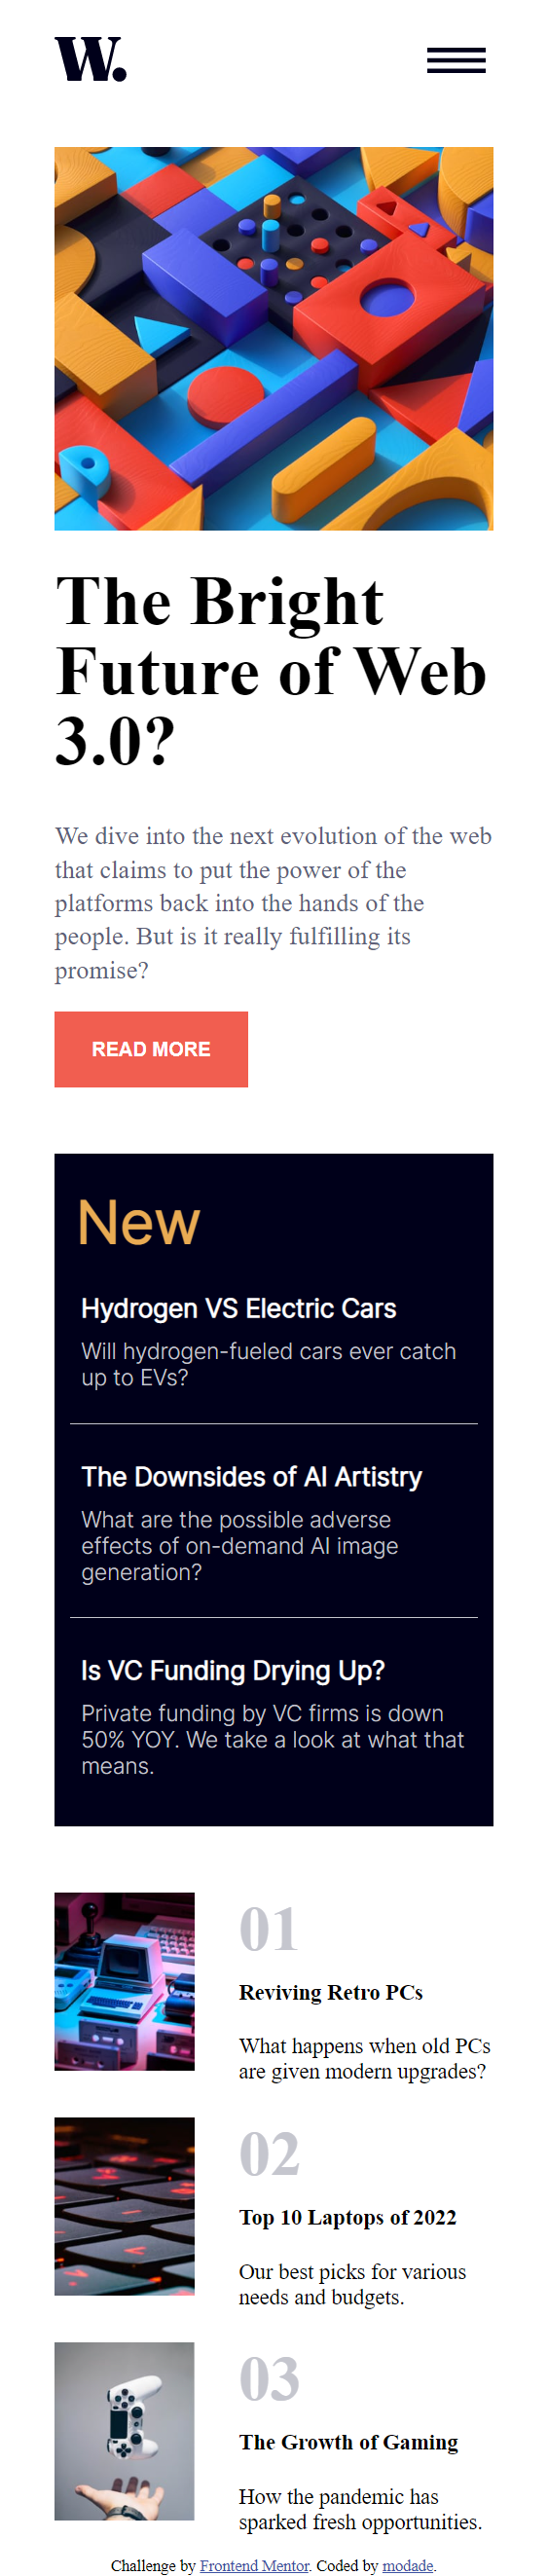 W.
The Bright
Future of Web
3.0?
We dive into the next evolution of the web
that claims to put the power of the
platforms back into the hands of the
people. But is it really fulfilling its
promise?
READ MORE
New
Hydrogen VS Electric Cars
Will hydrogen-fueled cars ever catch
up to EVs?
The Downsides of AI Artistry
What are the possible adverse
effects of on-demand AI image
generation?
Is VC Funding Drying Up?
Private funding by VC firms is down
50% YOY. We take a look at what that
means.
01
Reviving Retro PCs
What happens when old PCs
are given modern upgrades?
02
Top 10 Laptops of 2022
Our best picks for various
needs and budgets.
03
The Growth of Gaming
How the pandemic has
sparked fresh opportunities.
Challenge by Frontend Mentor. Coded by modade.